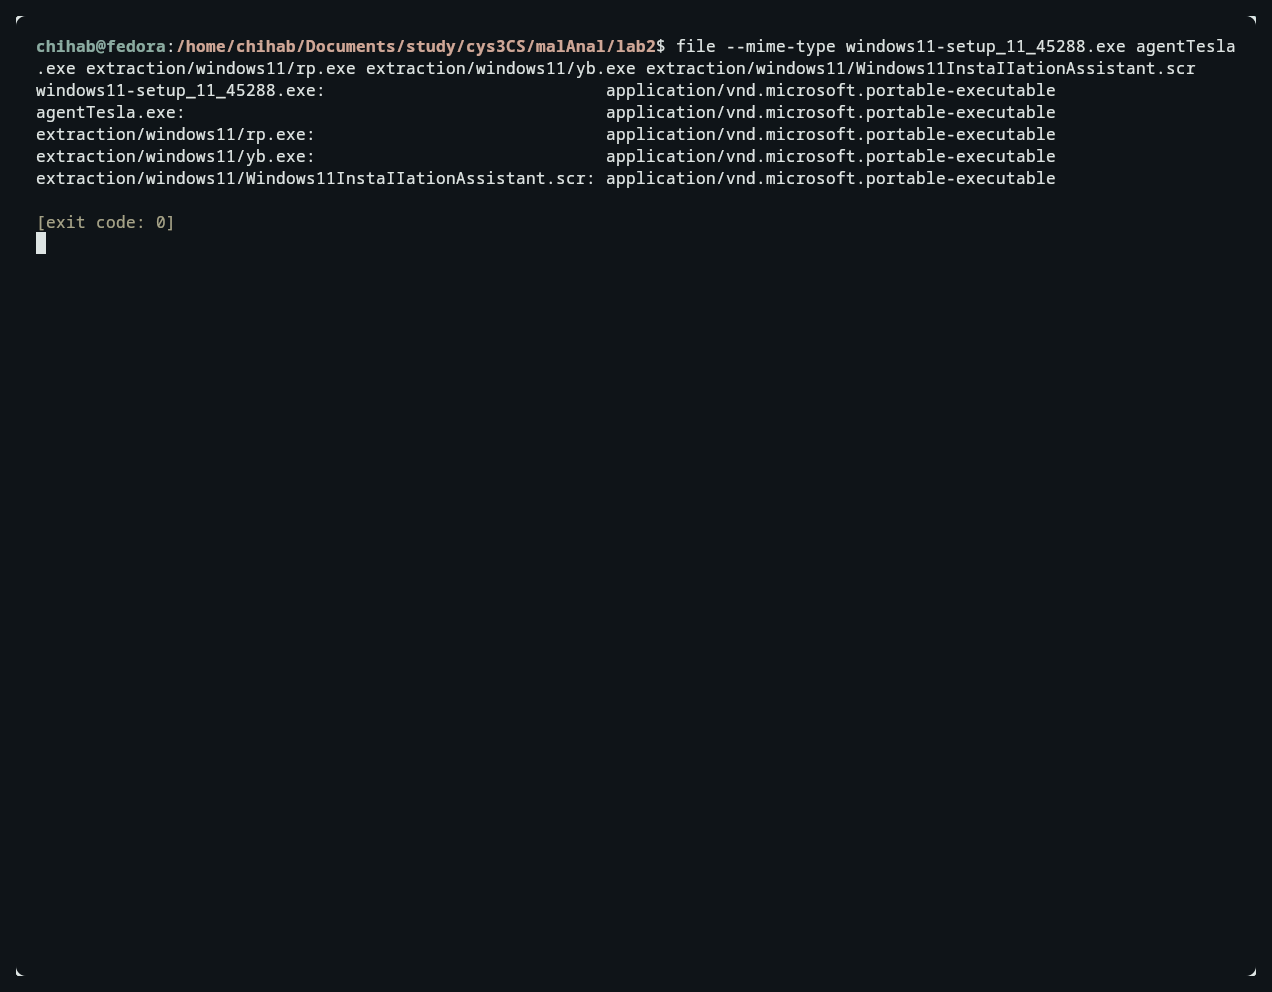 chihab@fedora:/home/chihab/Documents/study/cys3CS/malAnal/lab2$ file --mime-type windows11-setup_11_45288.exe agentTesla
.exe extraction/windows11/rp.exe extraction/windows11/yb.exe extraction/windows11/Windows11InstaIIationAssistant.scr
windows11-setup_11_45288.exe: application/vnd.microsoft.portable-executable
agentTesla.exe: application/vnd.microsoft.portable-executable
extraction/windows11/rp.exe: application/vnd.microsoft.portable-executable
extraction/windows11/yb.exe: application/vnd.microsoft.portable-executable
extraction/windows11/Windows11InstaIIationAssistant.scr: application/vnd.microsoft.portable-executable
[exit code: 0]